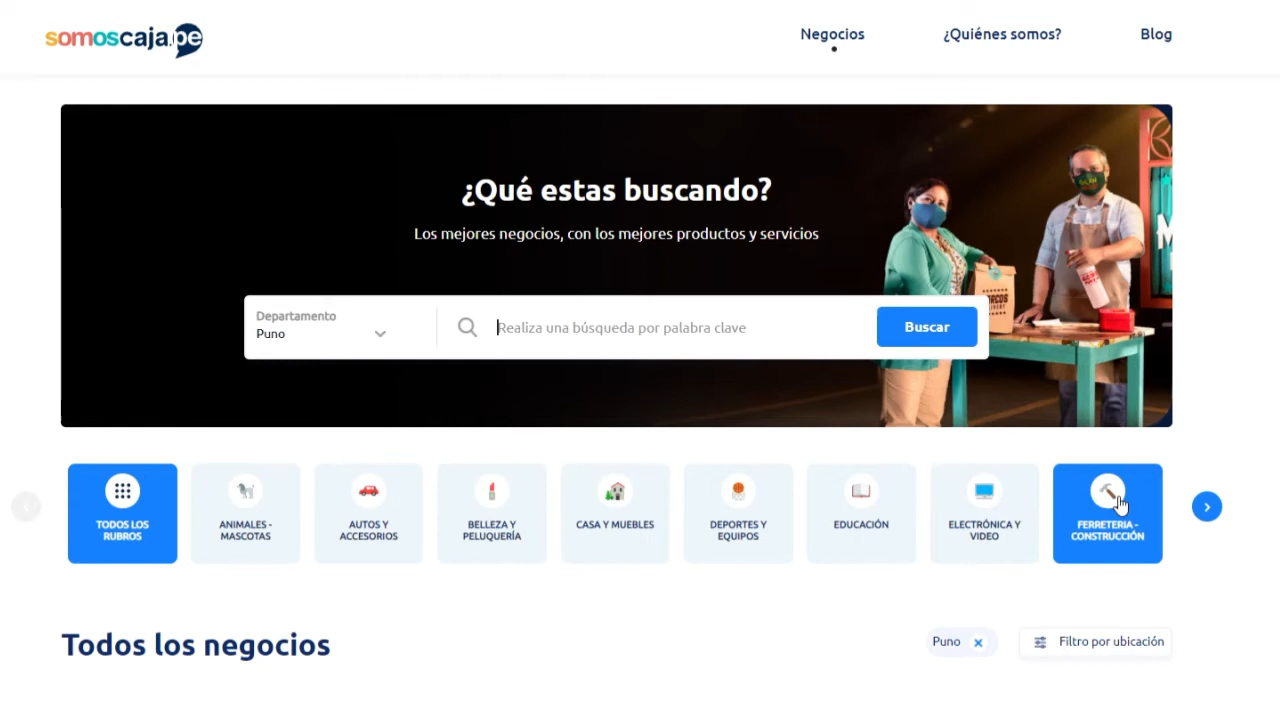 somoscaja.pe
Negocios
¿Quiénes somos?
Blog
¿Qué estas buscando?
Los mejores negocios, con los mejores productos y servicios
Departamento
Puno
Realiza una búsqueda por palabra clave
Buscar
TODOS LOS
RUBROS
ANIMALES -
MASCOTAS
AUTOS Y
ACCESORIOS
BELLEZA Y
PELUQUERÍA
CASA Y MUEBLES
DEPORTES Y
EQUIPOS
EDUCACIÓN
ELECTRÓNICA Y
VIDEO
FERRETERIA -
CONSTRUCCIÓN
Todos los negocios
Puno
Filtro por ubicación